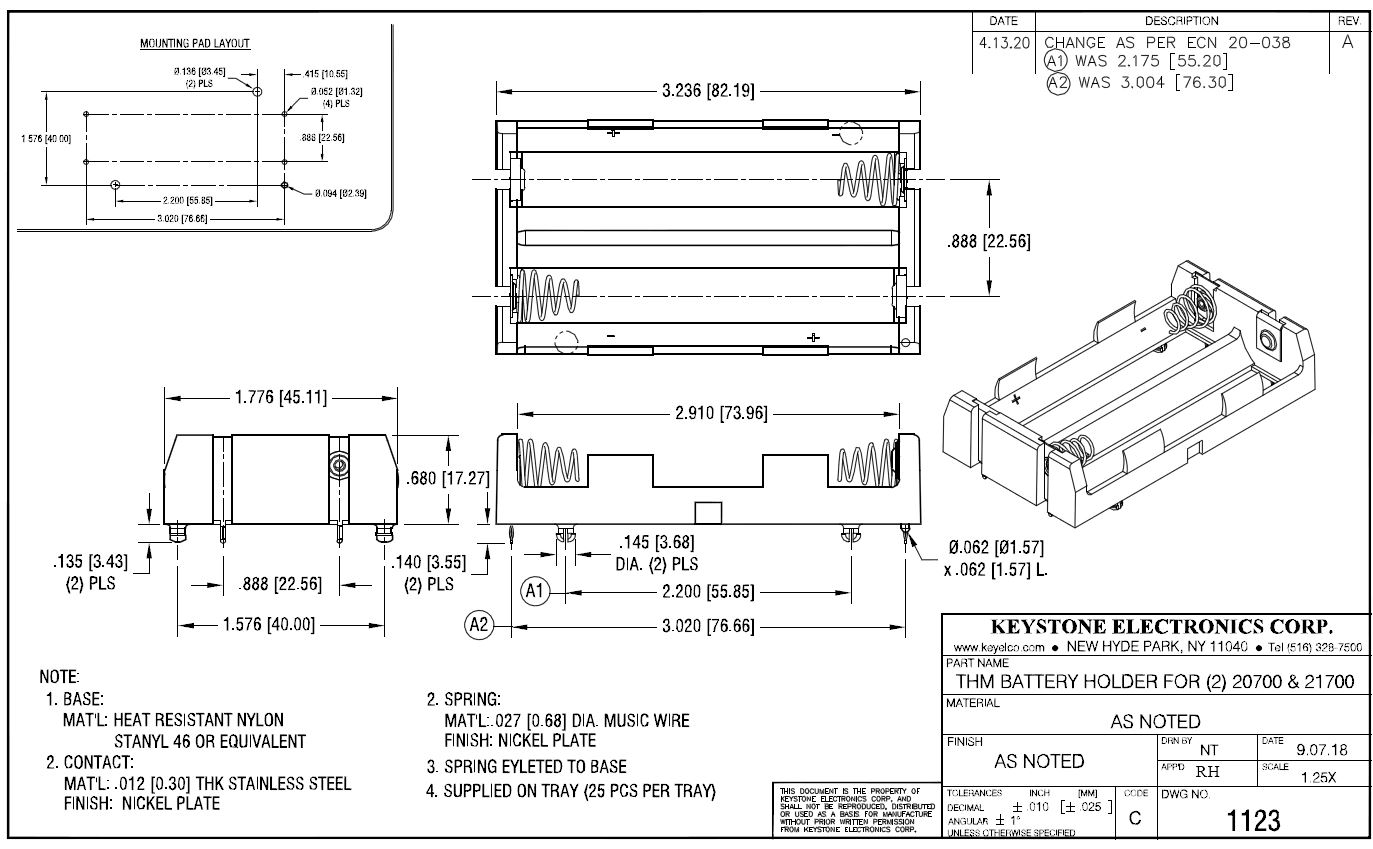 MOUNTING PAD LAYOUT
Ø.136 [Ø3.45]
(2) PLS
.415 [10.55]
Ø.052 [Ø1.32]
(4) PLS
1.576 [40.00]
.888 [22.56]
Ø.094 [Ø2.39]
2.200 [55.85]
3.020 [76.66]
DATE DESCRIPTION REV.
4.13.20 CHANGE AS PER ECN 20-038 A
A1 WAS 2.175 [55.20]
A2 WAS 3.004 [76.30]
3.236 [82.19]
+ -
.888 [22.56]
- +
- +
1.776 [45.11]
2.910 [73.96]
.680 [17.27]
.135 [3.43]
(2) PLS
.888 [22.56]
1.576 [40.00]
.140 [3.55]
(2) PLS
.145 [3.68]
DIA. (2) PLS
Ø.062 [Ø1.57]
x .062 [1.57] L.
A1 2.200 [55.85]
A2 3.020 [76.66]
NOTE:
1. BASE:
MAT'L: HEAT RESISTANT NYLON
STANYL 46 OR EQUIVALENT
2. CONTACT:
MAT'L: .012 [0.30] THK STAINLESS STEEL
FINISH: NICKEL PLATE
2. SPRING:
MAT'L:.027 [0.68] DIA. MUSIC WIRE
FINISH: NICKEL PLATE
3. SPRING EYLETED TO BASE
4. SUPPLIED ON TRAY (25 PCS PER TRAY)
THIS DOCUMENT IS THE PROPERTY OF
KEYSTONE ELECTRONICS CORP. AND
SHALL NOT BE REPRODUCED, DISTRIBUTED
OR USED AS A BASIS FOR MANUFACTURE
WITHOUT PRIOR WRITTEN PERMISSION
FROM KEYSTONE ELECTRONICS CORP.
KEYSTONE ELECTRONICS CORP.
www.keyelco.com ● NEW HYDE PARK, NY 11040 ● Tel (516) 328-7500
PART NAME
THM BATTERY HOLDER FOR (2) 20700 & 21700
MATERIAL
AS NOTED
FINISH
AS NOTED
DRN BY NT
DATE 9.07.18
APP'D RH
SCALE 1.25X
TOLERANCES INCH [MM]
DECIMAL ± .010 [± .025 ]
ANGULAR ± 1°
UNLESS OTHERWISE SPECIFIED
CODE
C
DWG NO.
1123